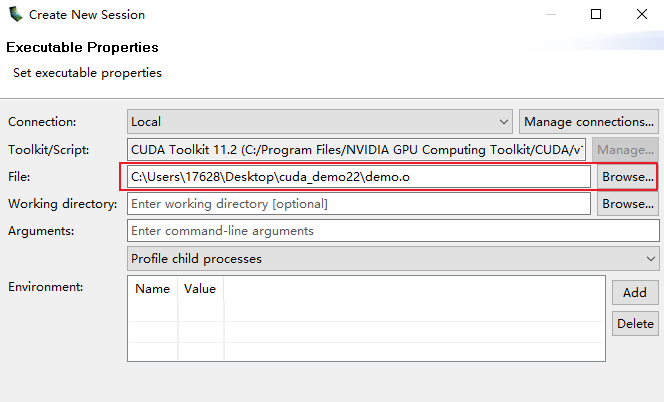 Create New Session
Executable Properties
Set executable properties
Connection: Local Manage connections...
Toolkit/Script: CUDA Toolkit 11.2 (C:/Program Files/NVIDIA GPU Computing Toolkit/CUDA/v Manage...
File: C:\Users\17628\Desktop\cuda_demo22\demo.o Browse...
Working directory: Enter working directory [optional] Browse...
Arguments: Enter command-line arguments
Profile child processes
Environment: Name Value Add
Delete